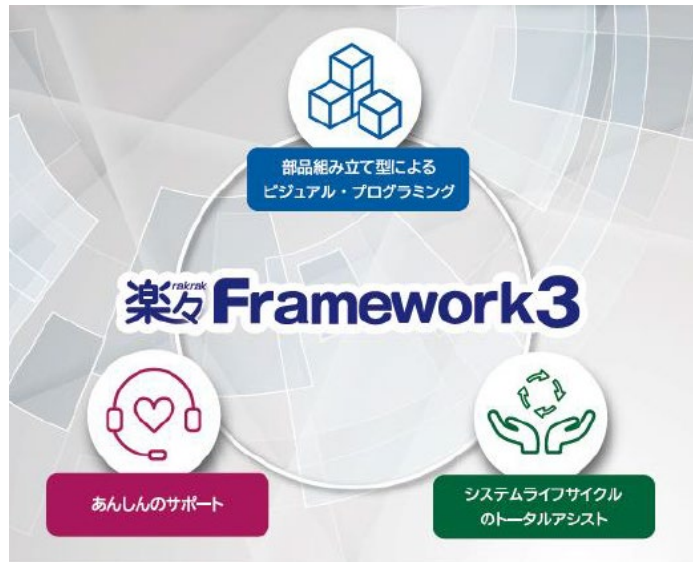 部品組み立て型による
ビジュアル・プログラミング
rakrak
楽々Framework3
あんしんのサポート
システムライフサイクル
のトータルアシスト